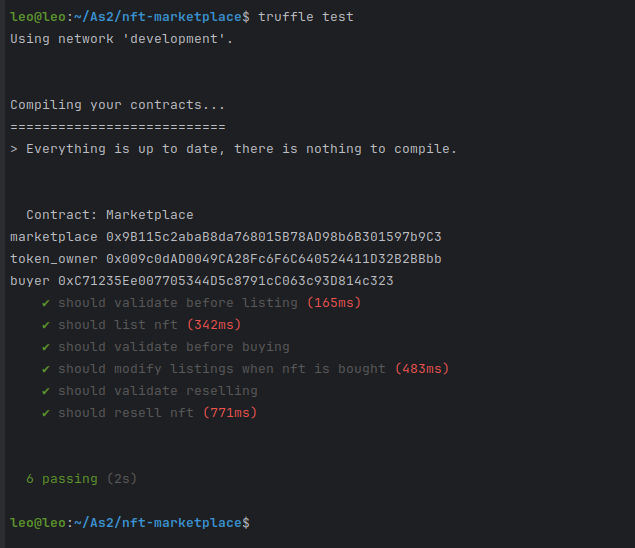 leo@leo:~/As2/nft-marketplace$ truffle test
Using network 'development'.
Compiling your contracts...
===========================
> Everything is up to date, there is nothing to compile.
Contract: Marketplace
marketplace 0x9B115c2abaB8da768015B78AD98b6B301597b9C3
token_owner 0x009c0dAD0049CA28Fc6F6C640524411D32B2BBbb
buyer 0xC71235Ee007705344D5c8791cC063c93D814c323
✔ should validate before listing (165ms)
✔ should list nft (342ms)
✔ should validate before buying
✔ should modify listings when nft is bought (483ms)
✔ should validate reselling
✔ should resell nft (771ms)
6 passing (2s)
leo@leo:~/As2/nft-marketplace$